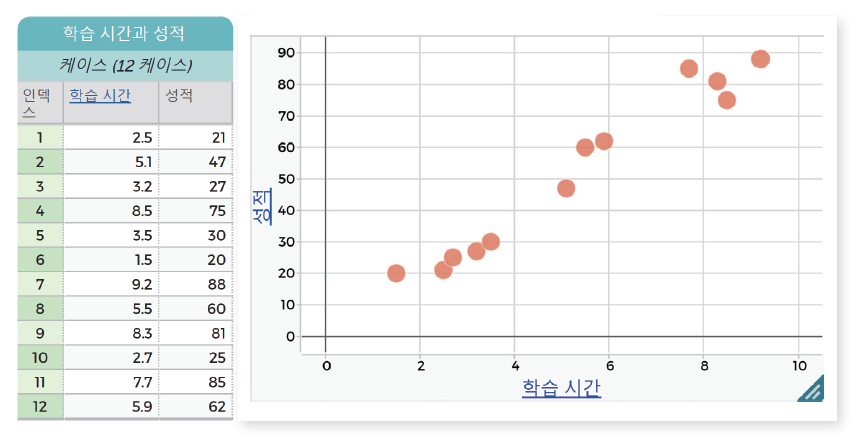 학습 시간과 성적
케이스 (12 케이스)
인덱스 학습 시간 성적
1 2.5 21
2 5.1 47
3 3.2 27
4 8.5 75
5 3.5 30
6 1.5 20
7 9.2 88
8 5.5 60
9 8.3 81
10 2.7 25
11 7.7 85
12 5.9 62
90
80
70
60
50
40
30
20
10
0
성적
0 2 4 6 8 10
학습 시간